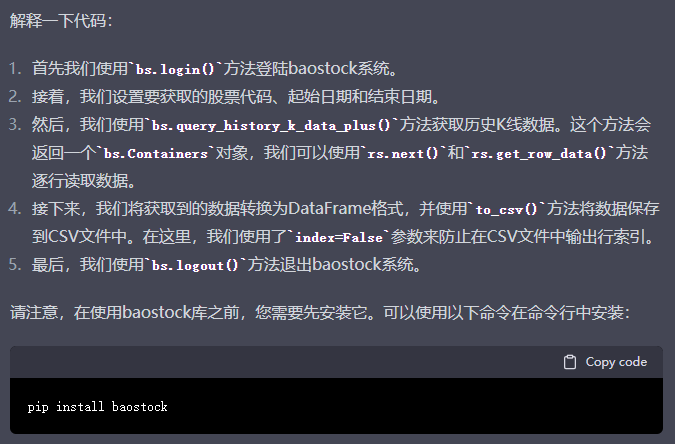 解释一下代码：
1. 首先我们使用`bs.login()`方法登陆baostock系统。
2. 接着，我们设置要获取的股票代码、起始日期和结束日期。
3. 然后，我们使用`bs.query_history_k_data_plus()`方法获取历史K线数据。这个方法会
返回一个`bs.Containers`对象，我们可以使用`rs.next()`和`rs.get_row_data()`方法
逐行读取数据。
4. 接下来，我们将获取到的数据转换为DataFrame格式，并使用`to_csv()`方法将数据保存
到CSV文件中。在这里，我们使用了`index=False`参数来防止在CSV文件中输出行索引。
5. 最后，我们使用`bs.logout()`方法退出baostock系统。
请注意，在使用baostock库之前，您需要先安装它。可以使用以下命令在命令行中安装：
Copy code
pip install baostock